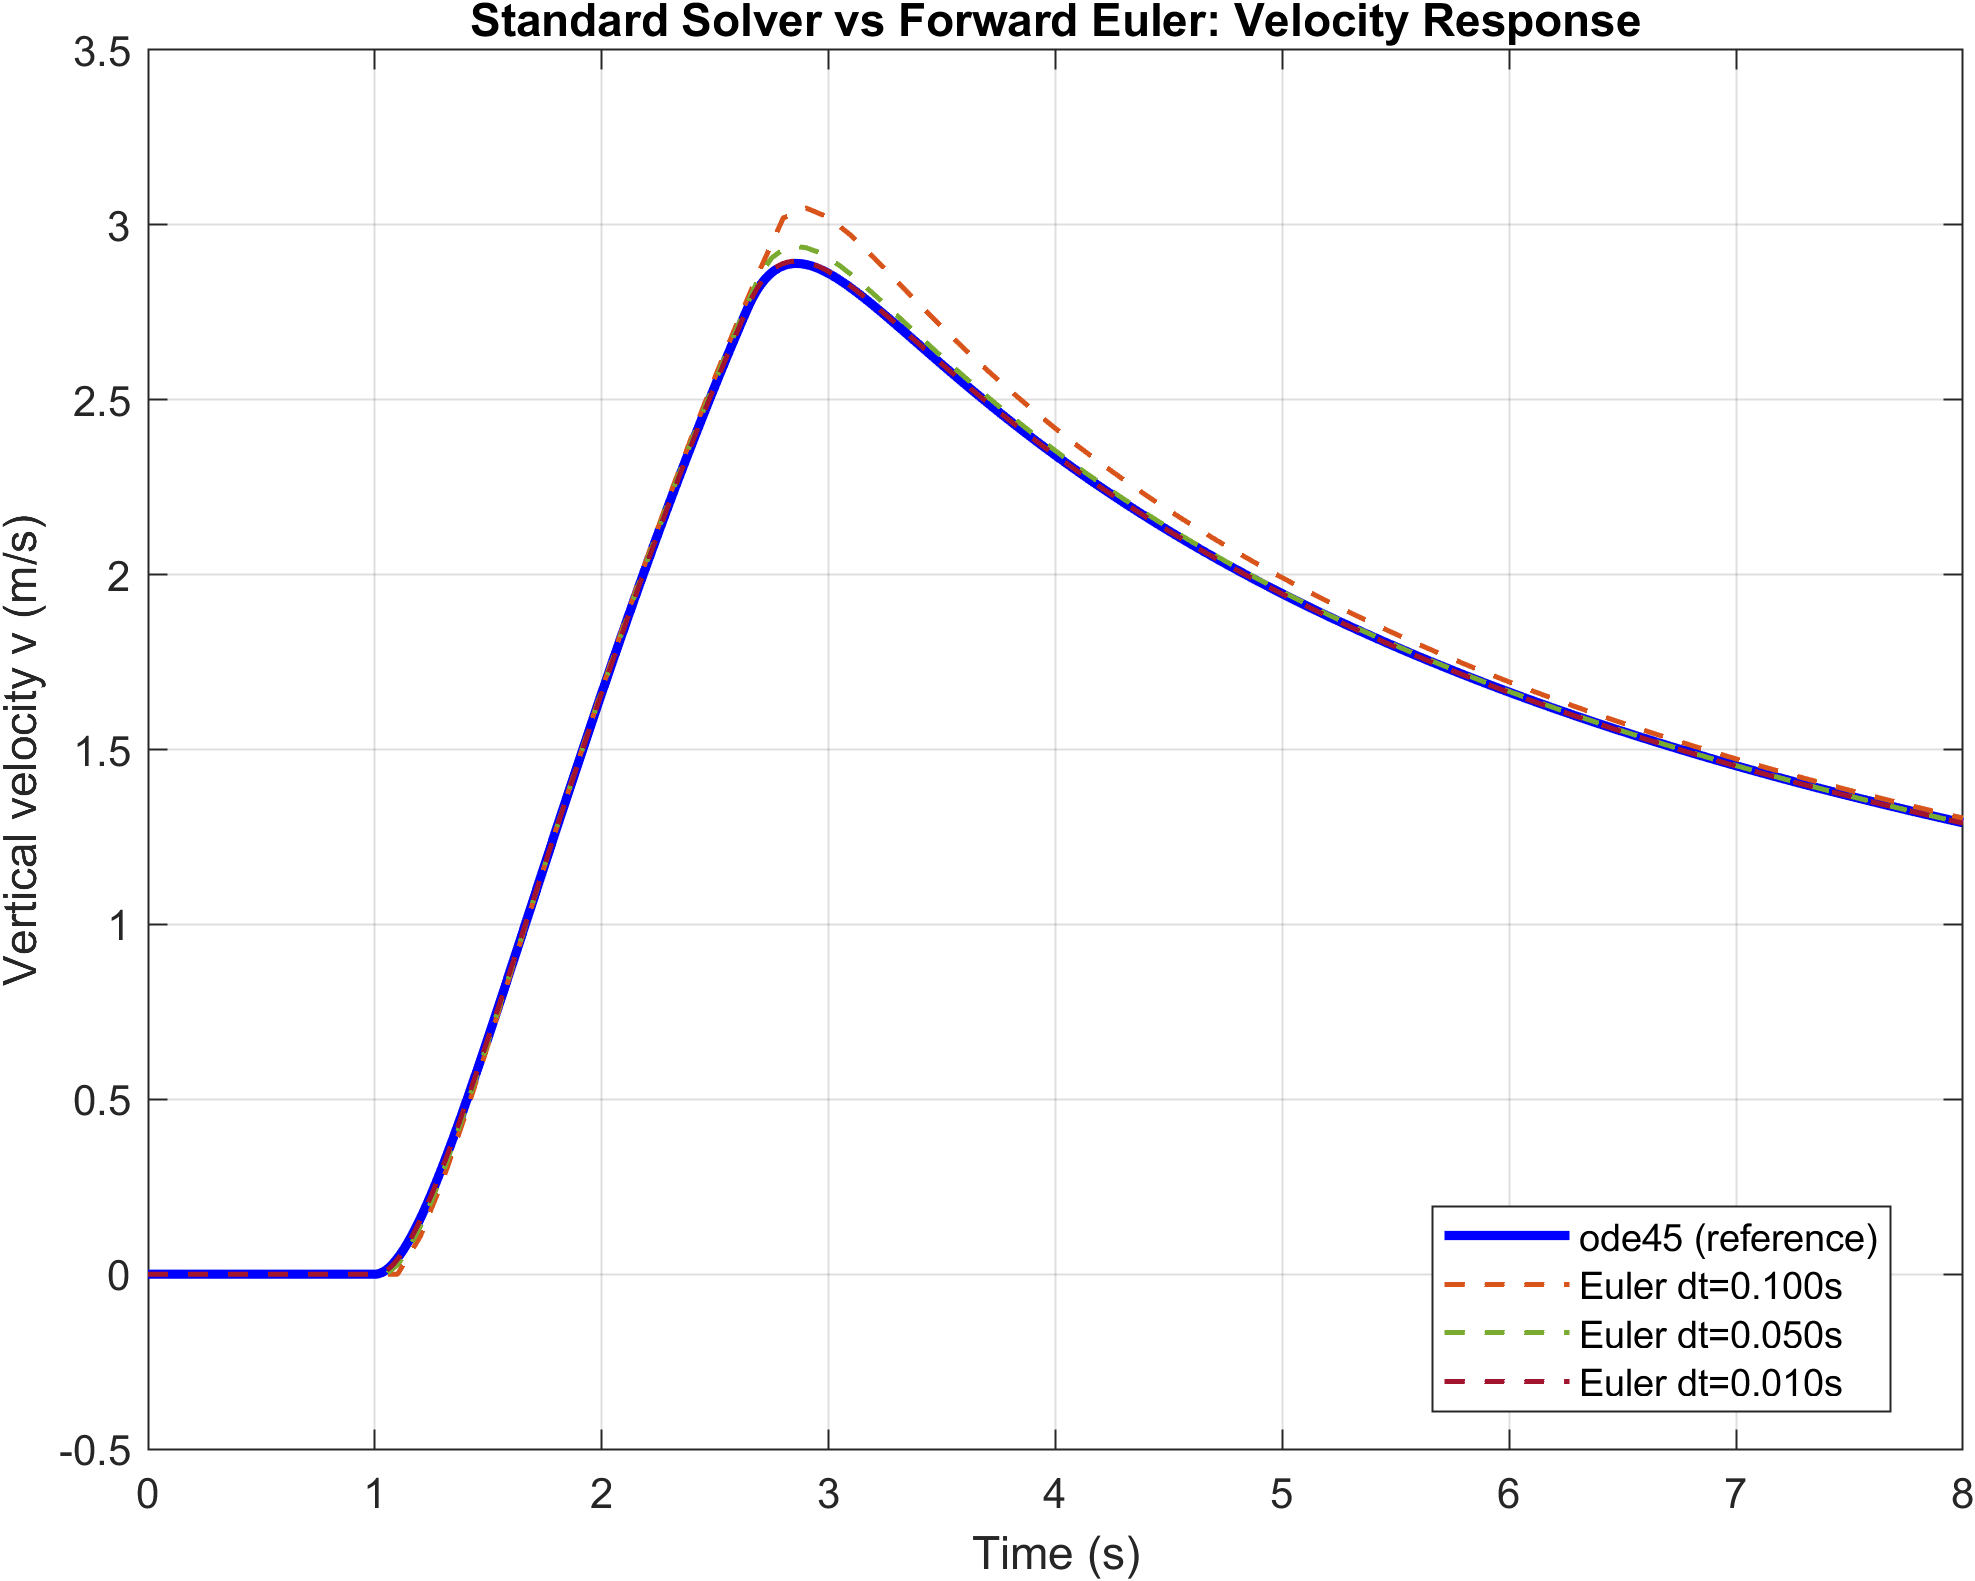 Standard Solver vs Forward Euler: Velocity Response
3.5
3
2.5
2
1.5
1
0.5
0
-0.5
Vertical velocity v (m/s)
ode45 (reference)
Euler dt=0.100s
Euler dt=0.050s
Euler dt=0.010s
0 1 2 3 4 5 6 7 8
Time (s)